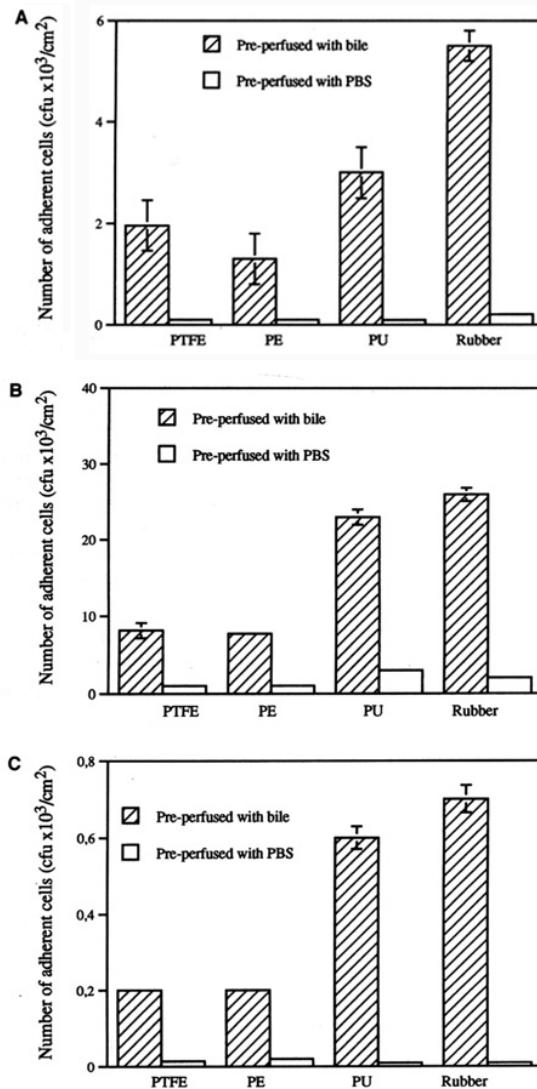 A
Number of adherent cells (cfu x10³/cm²)
6
4
2
0
Pre-perfused with bile
Pre-perfused with PBS
PTFE PE PU Rubber
B
Number of adherent cells (cfu x10³/cm²)
40
30
20
10
0
Pre-perfused with bile
Pre-perfused with PBS
PTFE PE PU Rubber
C
Number of adherent cells (cfu x10³/cm²)
0,8
0,6
0,4
0,2
0
Pre-perfused with bile
Pre-perfused with PBS
PTFE PE PU Rubber